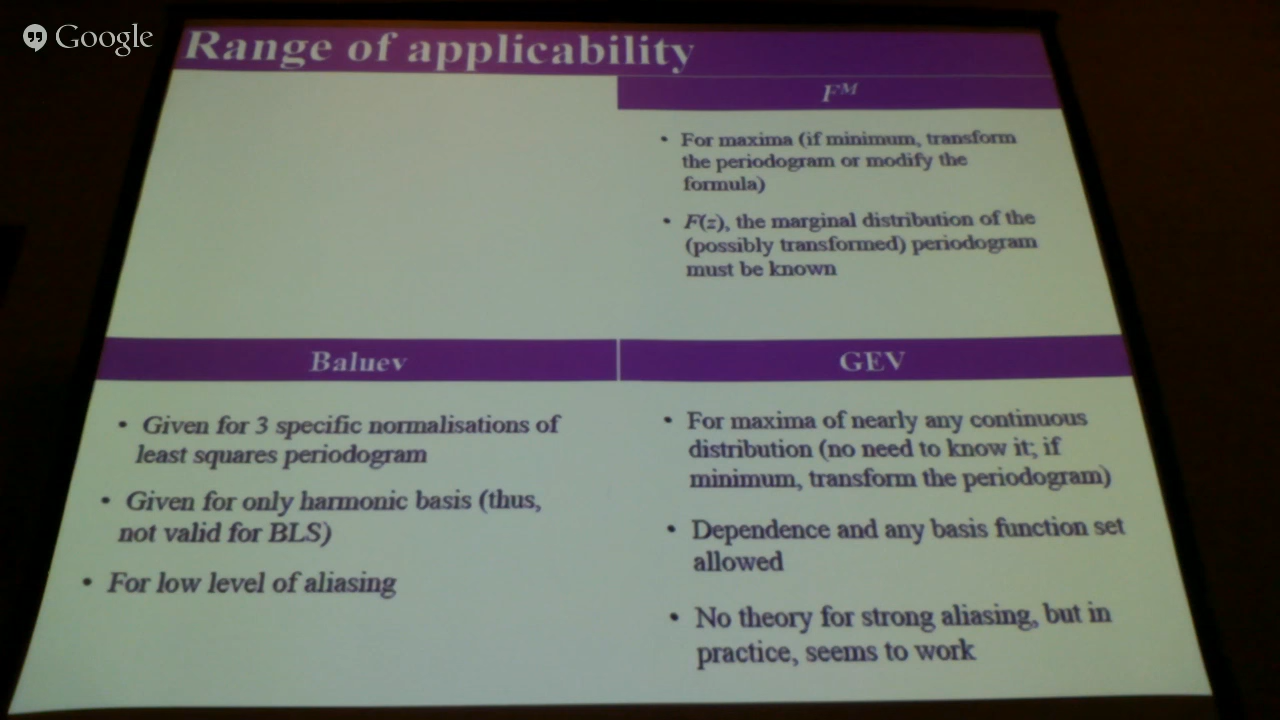 Google
Range of applicability
F^M
• For maxima (if minimum, transform
the periodogram or modify the
formula)
• F(z), the marginal distribution of the
(possibly transformed) periodogram
must be known
Baluev
• Given for 3 specific normalisations of
least squares periodogram
• Given for only harmonic basis (thus,
not valid for BLS)
• For low level of aliasing
GEV
• For maxima of nearly any continuous
distribution (no need to know it; if
minimum, transform the periodogram)
• Dependence and any basis function set
allowed
• No theory for strong aliasing, but in
practice, seems to work